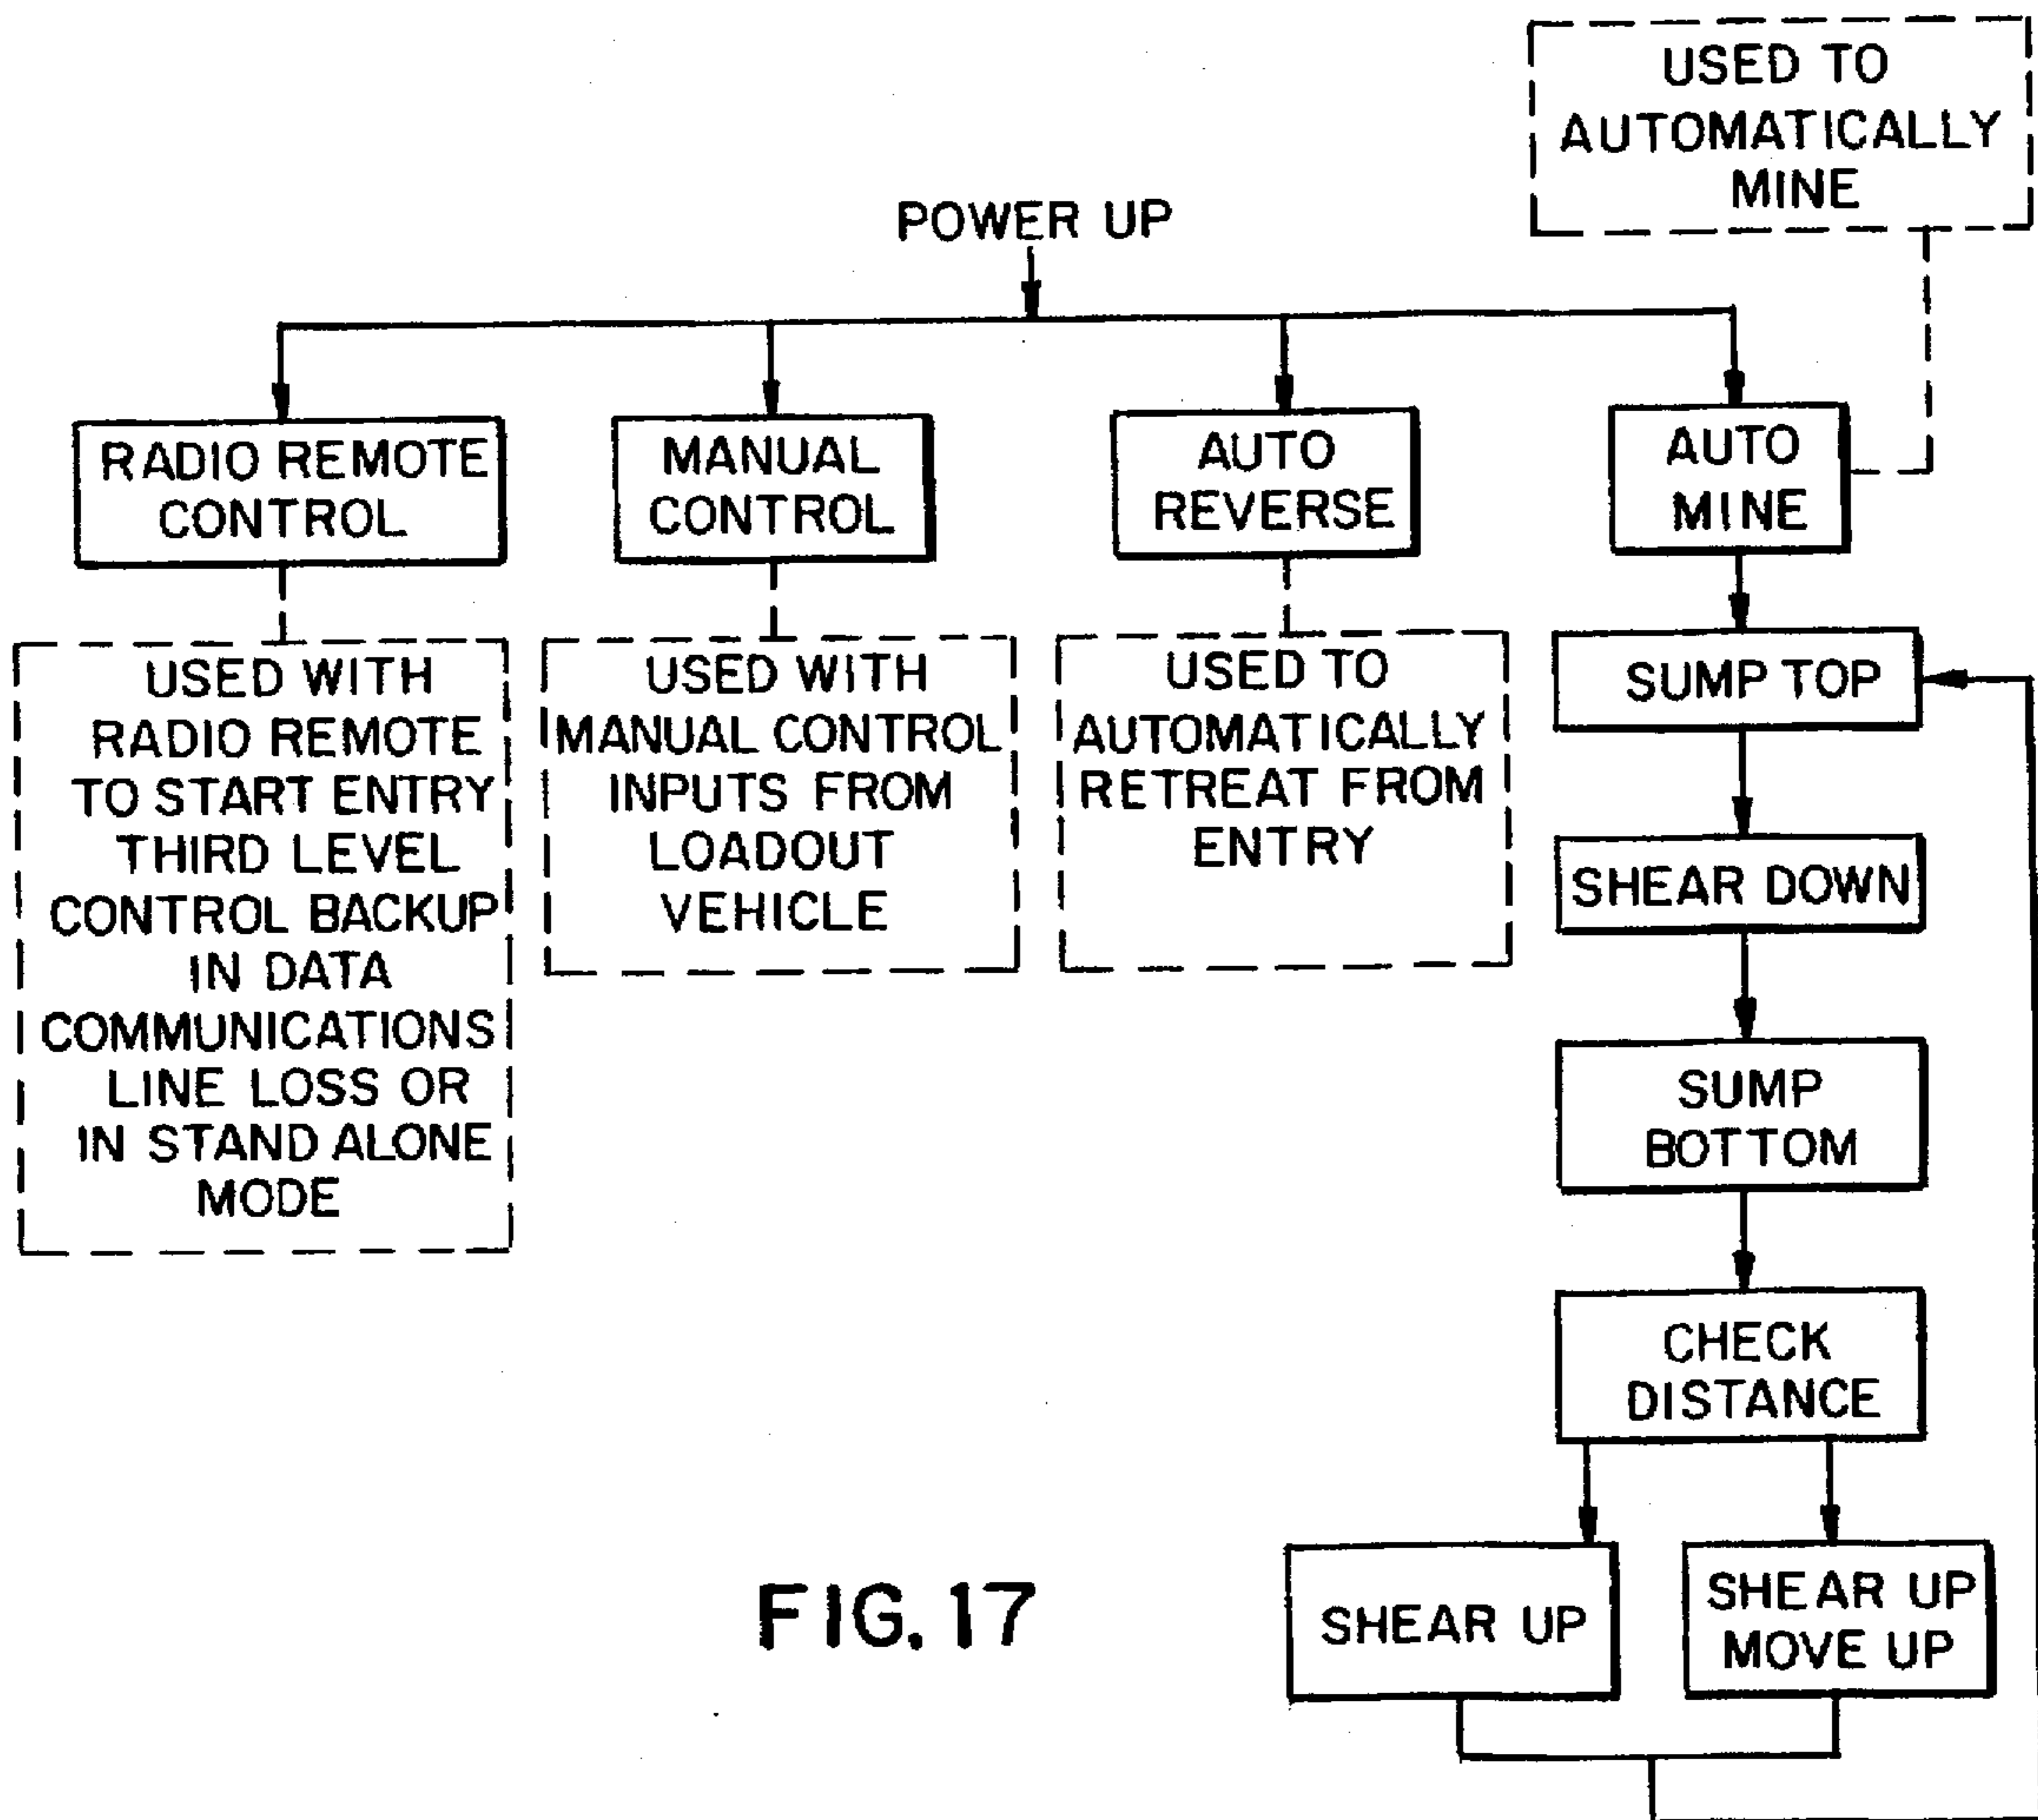 USED TO
AUTOMATICALLY
MINE
POWER UP
RADIO REMOTE
CONTROL
MANUAL
CONTROL
AUTO
REVERSE
AUTO
MINE
USED WITH
RADIO REMOTE
TO START ENTRY
THIRD LEVEL
CONTROL BACKUP
IN DATA
COMMUNICATIONS
LINE LOSS OR
IN STAND ALONE
MODE
USED WITH
MANUAL CONTROL
INPUTS FROM
LOADOUT
VEHICLE
USED TO
AUTOMATICALLY
RETREAT FROM
ENTRY
SUMP TOP
SHEAR DOWN
SUMP
BOTTOM
CHECK
DISTANCE
SHEAR UP
SHEAR UP
MOVE UP
FIG. 17